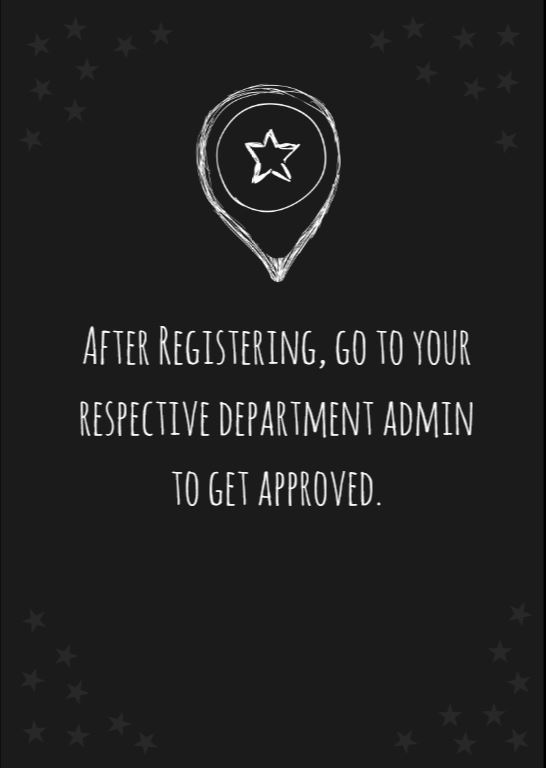 After Registering, go to your
respective department admin
to get approved.